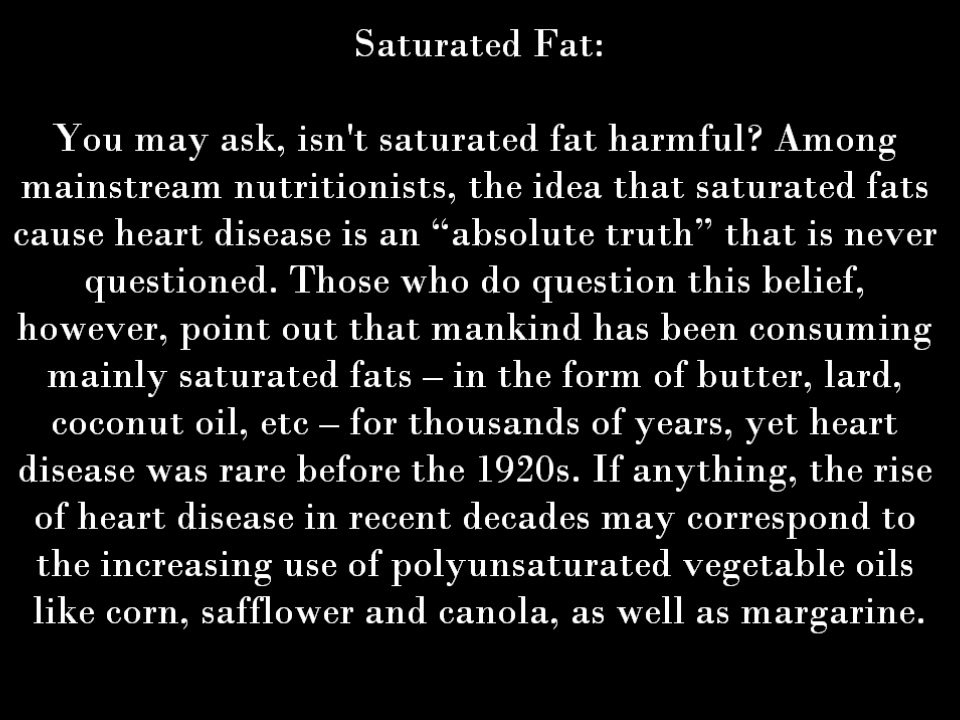 Saturated Fat:
You may ask, isn't saturated fat harmful? Among
mainstream nutritionists, the idea that saturated fats
cause heart disease is an “absolute truth” that is never
questioned. Those who do question this belief,
however, point out that mankind has been consuming
mainly saturated fats – in the form of butter, lard,
coconut oil, etc – for thousands of years, yet heart
disease was rare before the 1920s. If anything, the rise
of heart disease in recent decades may correspond to
the increasing use of polyunsaturated vegetable oils
like corn, safflower and canola, as well as margarine.